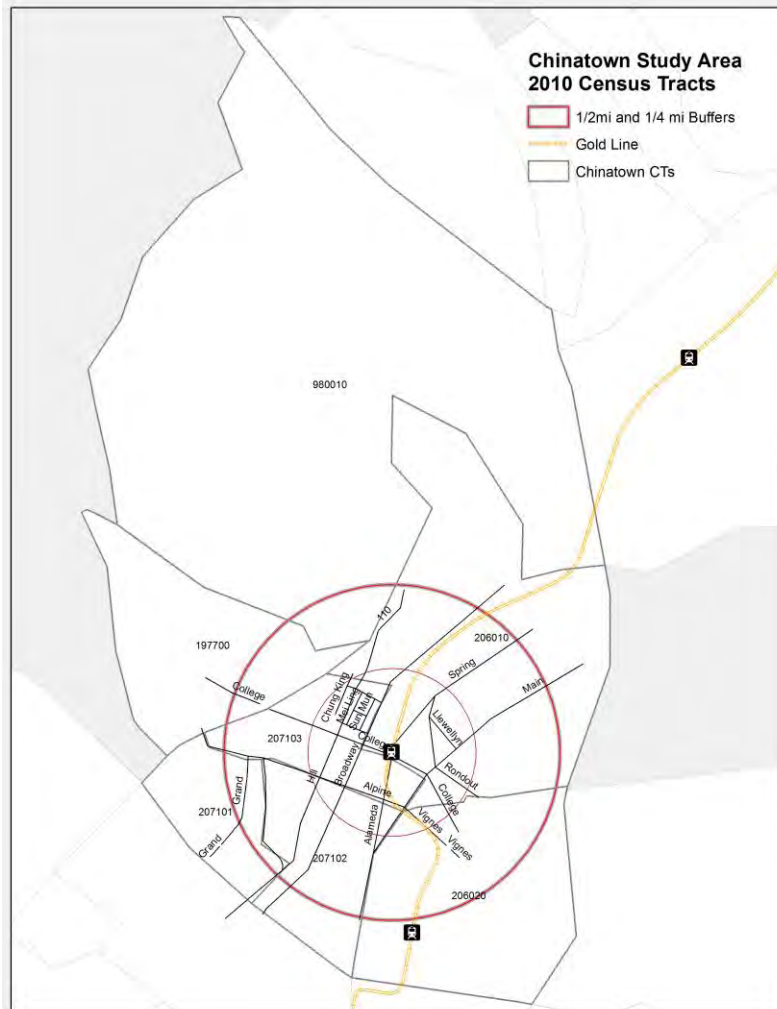 Chinatown Study Area
2010 Census Tracts
1/2mi and 1/4 mi Buffers
Gold Line
Chinatown CTs
980010
110
197700
206010
Spring
Main
College
Chung King
Mei Ling
Sun Mun
Llewellyn
207103
College
Broadway
Hill
Rondout
Grand
Alpine
College
207101
Alameda
Vignes
Vignes
Grand
207102
206020